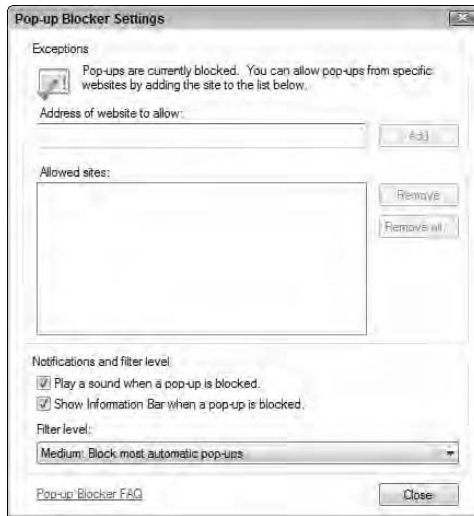 Pop-up Blocker Settings
Exceptions
Pop-ups are currently blocked. You can allow pop-ups from specific
websites by adding the site to the list below.
Address of website to allow:
Add
Allowed sites:
Remove
Remove all...
Notifications and filter level
Play a sound when a pop-up is blocked.
Show Information Bar when a pop-up is blocked.
Filter level:
Medium: Block most automatic pop-ups
Pop-up Blocker FAQ
Close